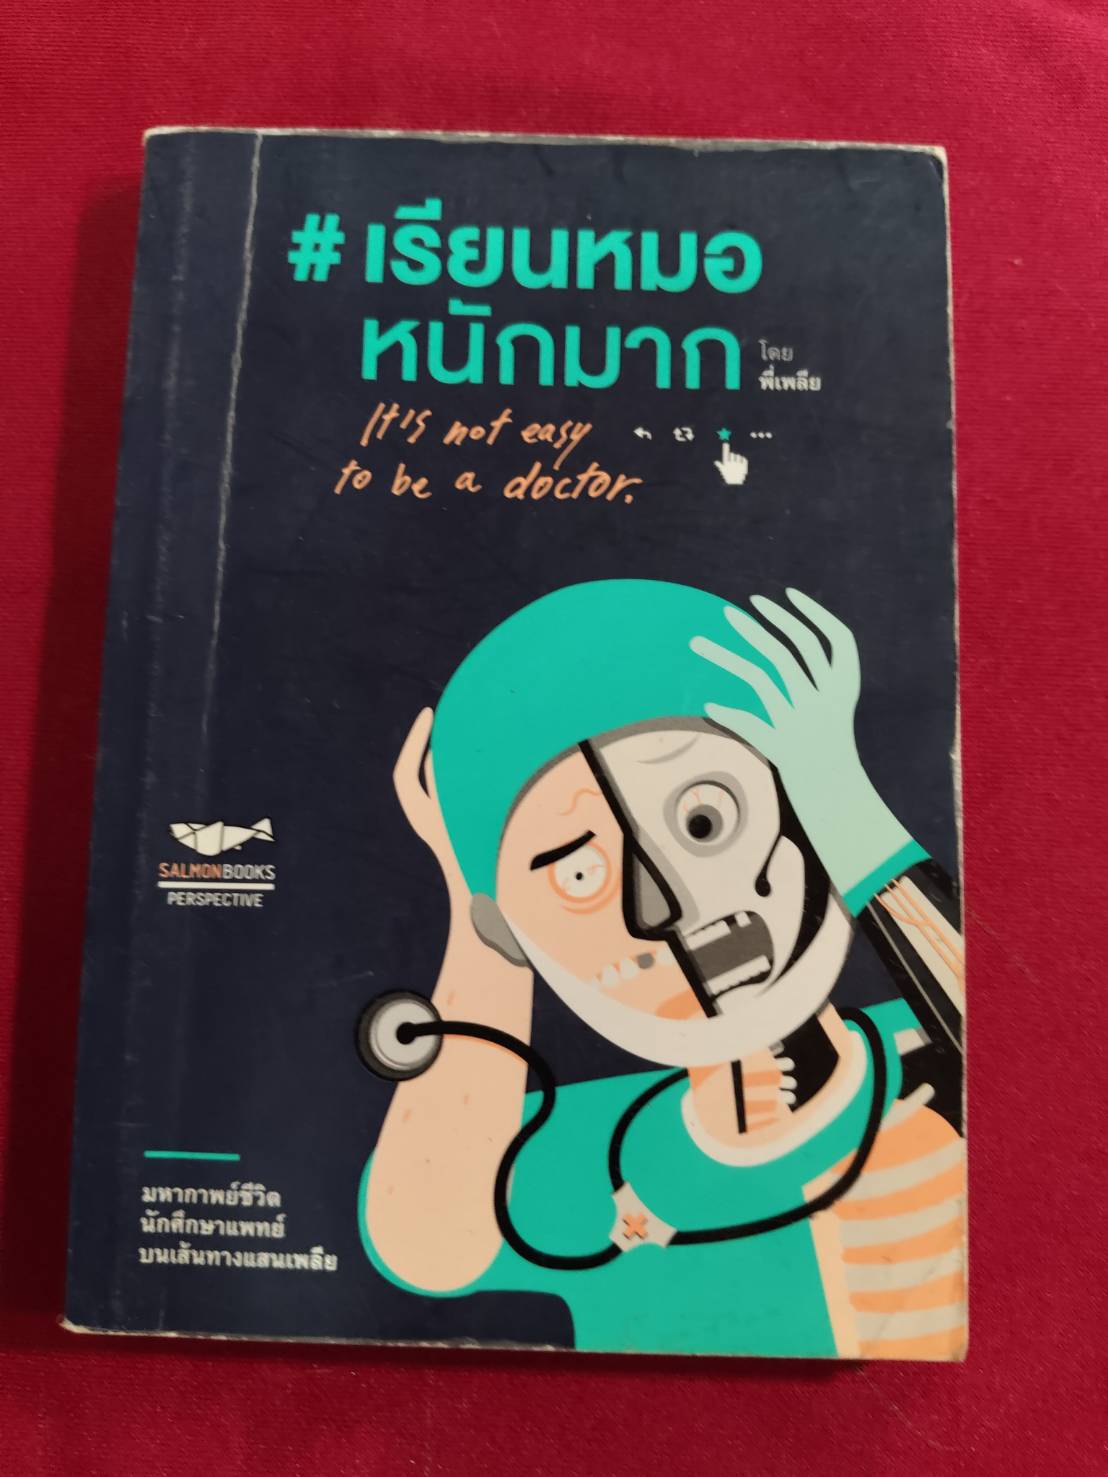 #เรียนหมอ
หนักมาก
โดย
พี่เพลีย
It's not easy
to be a doctor.
SALMONBOOKS
PERSPECTIVE
มหากาพย์ชีวิต
นักศึกษาแพทย์
บนเส้นทางแสนเพลีย